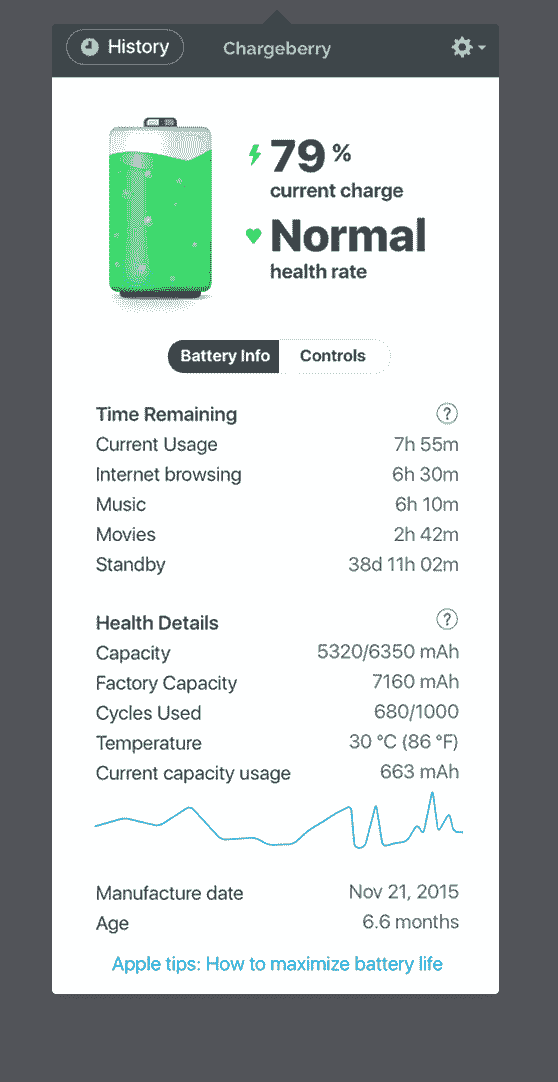 History Chargeberry
79 %
current charge
Normal
health rate
Battery Info Controls
Time Remaining ?
Current Usage 7h 55m
Internet browsing 6h 30m
Music 6h 10m
Movies 2h 42m
Standby 38d 11h 02m
Health Details ?
Capacity 5320/6350 mAh
Factory Capacity 7160 mAh
Cycles Used 680/1000
Temperature 30 °C (86 °F)
Current capacity usage 663 mAh
Manufacture date Nov 21, 2015
Age 6.6 months
Apple tips: How to maximize battery life